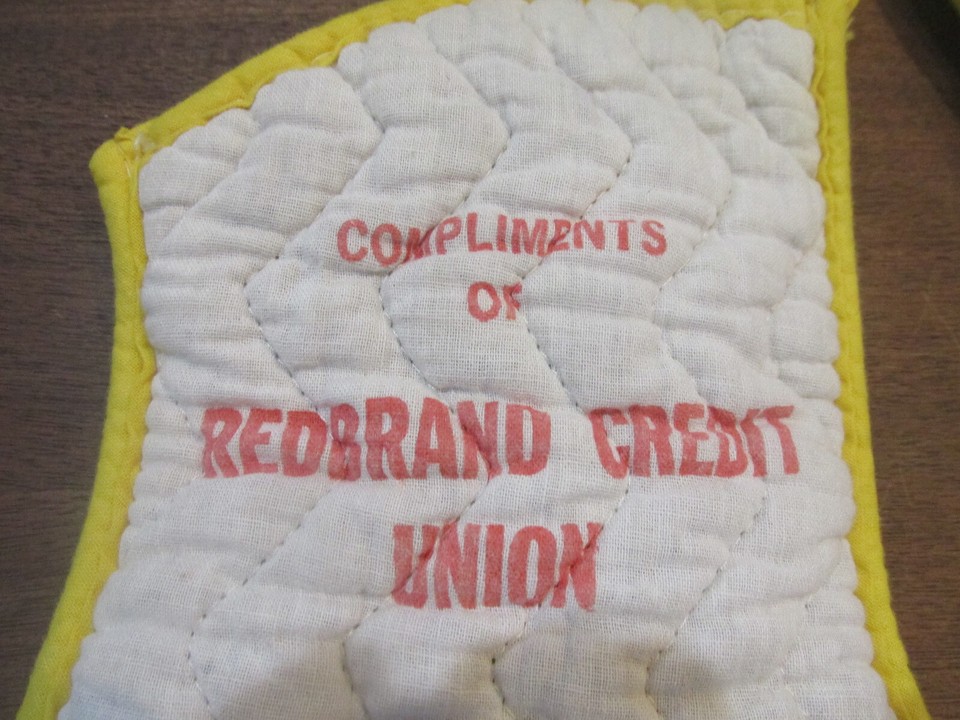 COMPLIMENTS
OF
REDBRAND CREDIT
UNION